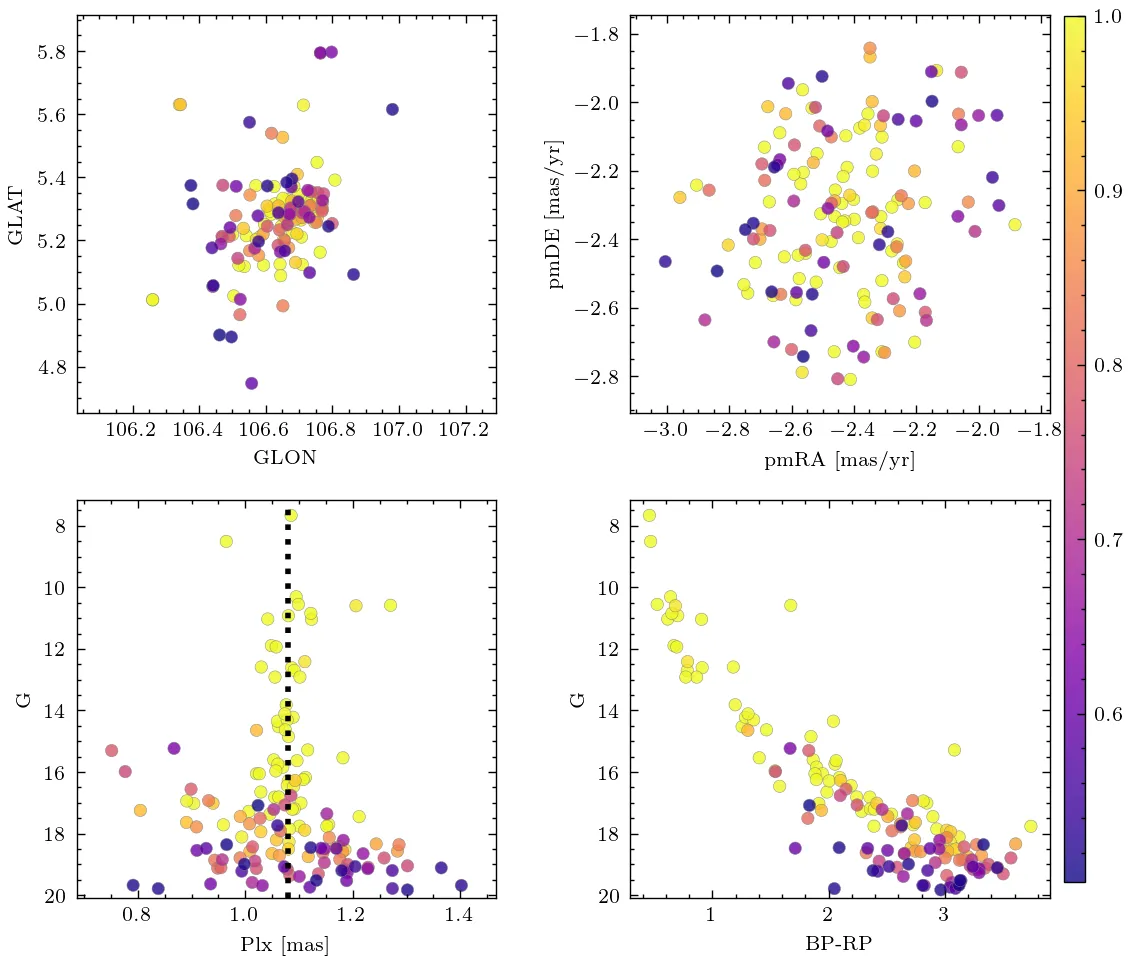 5.8
5.6
5.4
5.2
5.0
4.8
GLAT
106.2 106.4 106.6 106.8 107.0 107.2
GLON
−1.8
−2.0
−2.2
−2.4
−2.6
−2.8
pmDE [mas/yr]
−3.0 −2.8 −2.6 −2.4 −2.2 −2.0 −1.8
pmRA [mas/yr]
1.0
0.9
0.8
0.7
0.6
8
10
12
14
16
18
20
G
0.8 1.0 1.2 1.4
Plx [mas]
8
10
12
14
16
18
20
G
1 2 3
BP-RP